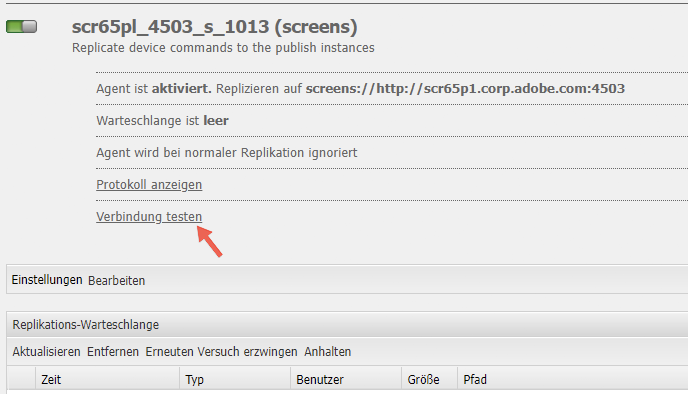 scr65pl_4503_s_1013 (screens)
Replicate device commands to the publish instances
Agent ist aktiviert. Replizieren auf screens://http://scr65p1.corp.adobe.com:4503
Warteschlange ist leer
Agent wird bei normaler Replikation ignoriert
Protokoll anzeigen
Verbindung testen
Einstellungen Bearbeiten
Replikations-Warteschlange
Aktualisieren Entfernen Erneuten Versuch erzwingen Anhalten
Zeit Typ Benutzer Größe Pfad